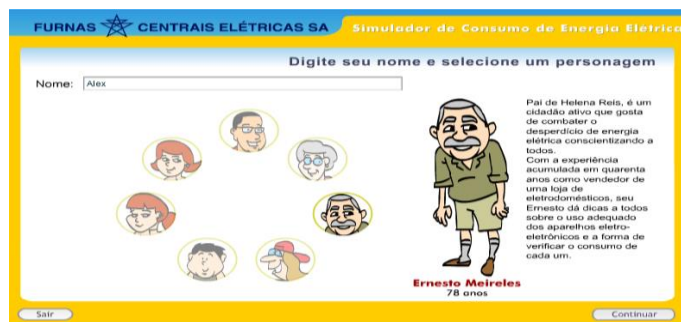 FURNAS CENTRAIS ELÉTRICAS SA
Simulador de Consumo de Energia Elétrica
Digite seu nome e selecione um personagem
Nome: Alex
Pai de Helena Reis, é um
cidadão ativo que gosta
de combater o
desperdício de energia
elétrica conscientizando a
todos.
Com a experiência
acumulada em quarenta
anos como vendedor de
uma loja de
eletrodomésticos, seu
Ernesto dá dicas a todos
sobre o uso adequado
dos aparelhos eletro-
eletrônicos e a forma de
verificar o consumo de
cada um.
Ernesto Meireles
78 anos
Sair
Continuar